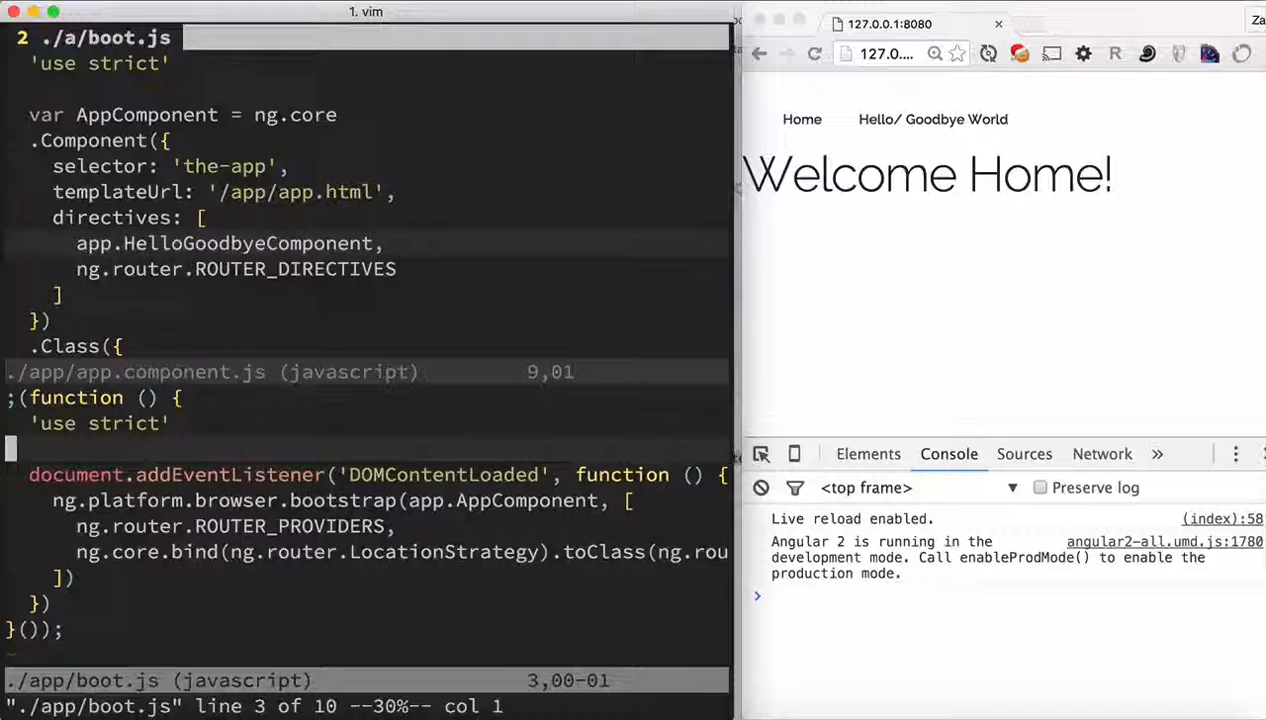 1. vim
2 ./a/boot.js
'use strict'
var AppComponent = ng.core
.Component({
selector: 'the-app',
templateUrl: '/app/app.html',
directives: [
app.HelloGoodbyeComponent,
ng.router.ROUTER_DIRECTIVES
]
})
.Class({
./app/app.component.js (javascript) 9,01
;(function () {
'use strict'
document.addEventListener('DOMContentLoaded', function () {
ng.platform.browser.bootstrap(app.AppComponent, [
ng.router.ROUTER_PROVIDERS,
ng.core.bind(ng.router.LocationStrategy).toClass(ng.rou
])
})
}());
~
./app/boot.js (javascript) 3,00-01
"./app/boot.js" line 3 of 10 --30%-- col 1
127.0.0.1:8080 × Za
127.0....
R
Home Hello/ Goodbye World
Welcome Home!
Elements Console Sources Network »
<top frame> ▼ Preserve log
Live reload enabled. (index):58
Angular 2 is running in the angular2-all.umd.js:1780
development mode. Call enableProdMode() to enable the
production mode.
>